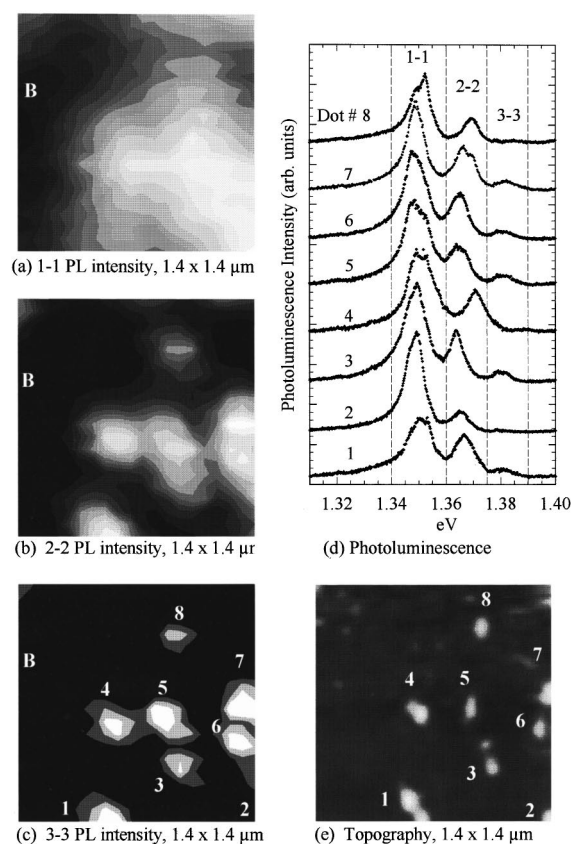 B
(a) 1-1 PL intensity, 1.4 x 1.4 μm
B
(b) 2-2 PL intensity, 1.4 x 1.4 μm
B
8
7
4
5
6
3
1
2
(c) 3-3 PL intensity, 1.4 x 1.4 μm
Photoluminescence Intensity (arb. units)
1-1
2-2
3-3
Dot # 8
7
6
5
4
3
2
1
1.32 1.34 1.36 1.38 1.40
eV
(d) Photoluminescence
8
7
4
5
6
3
1
2
(e) Topography, 1.4 x 1.4 μm